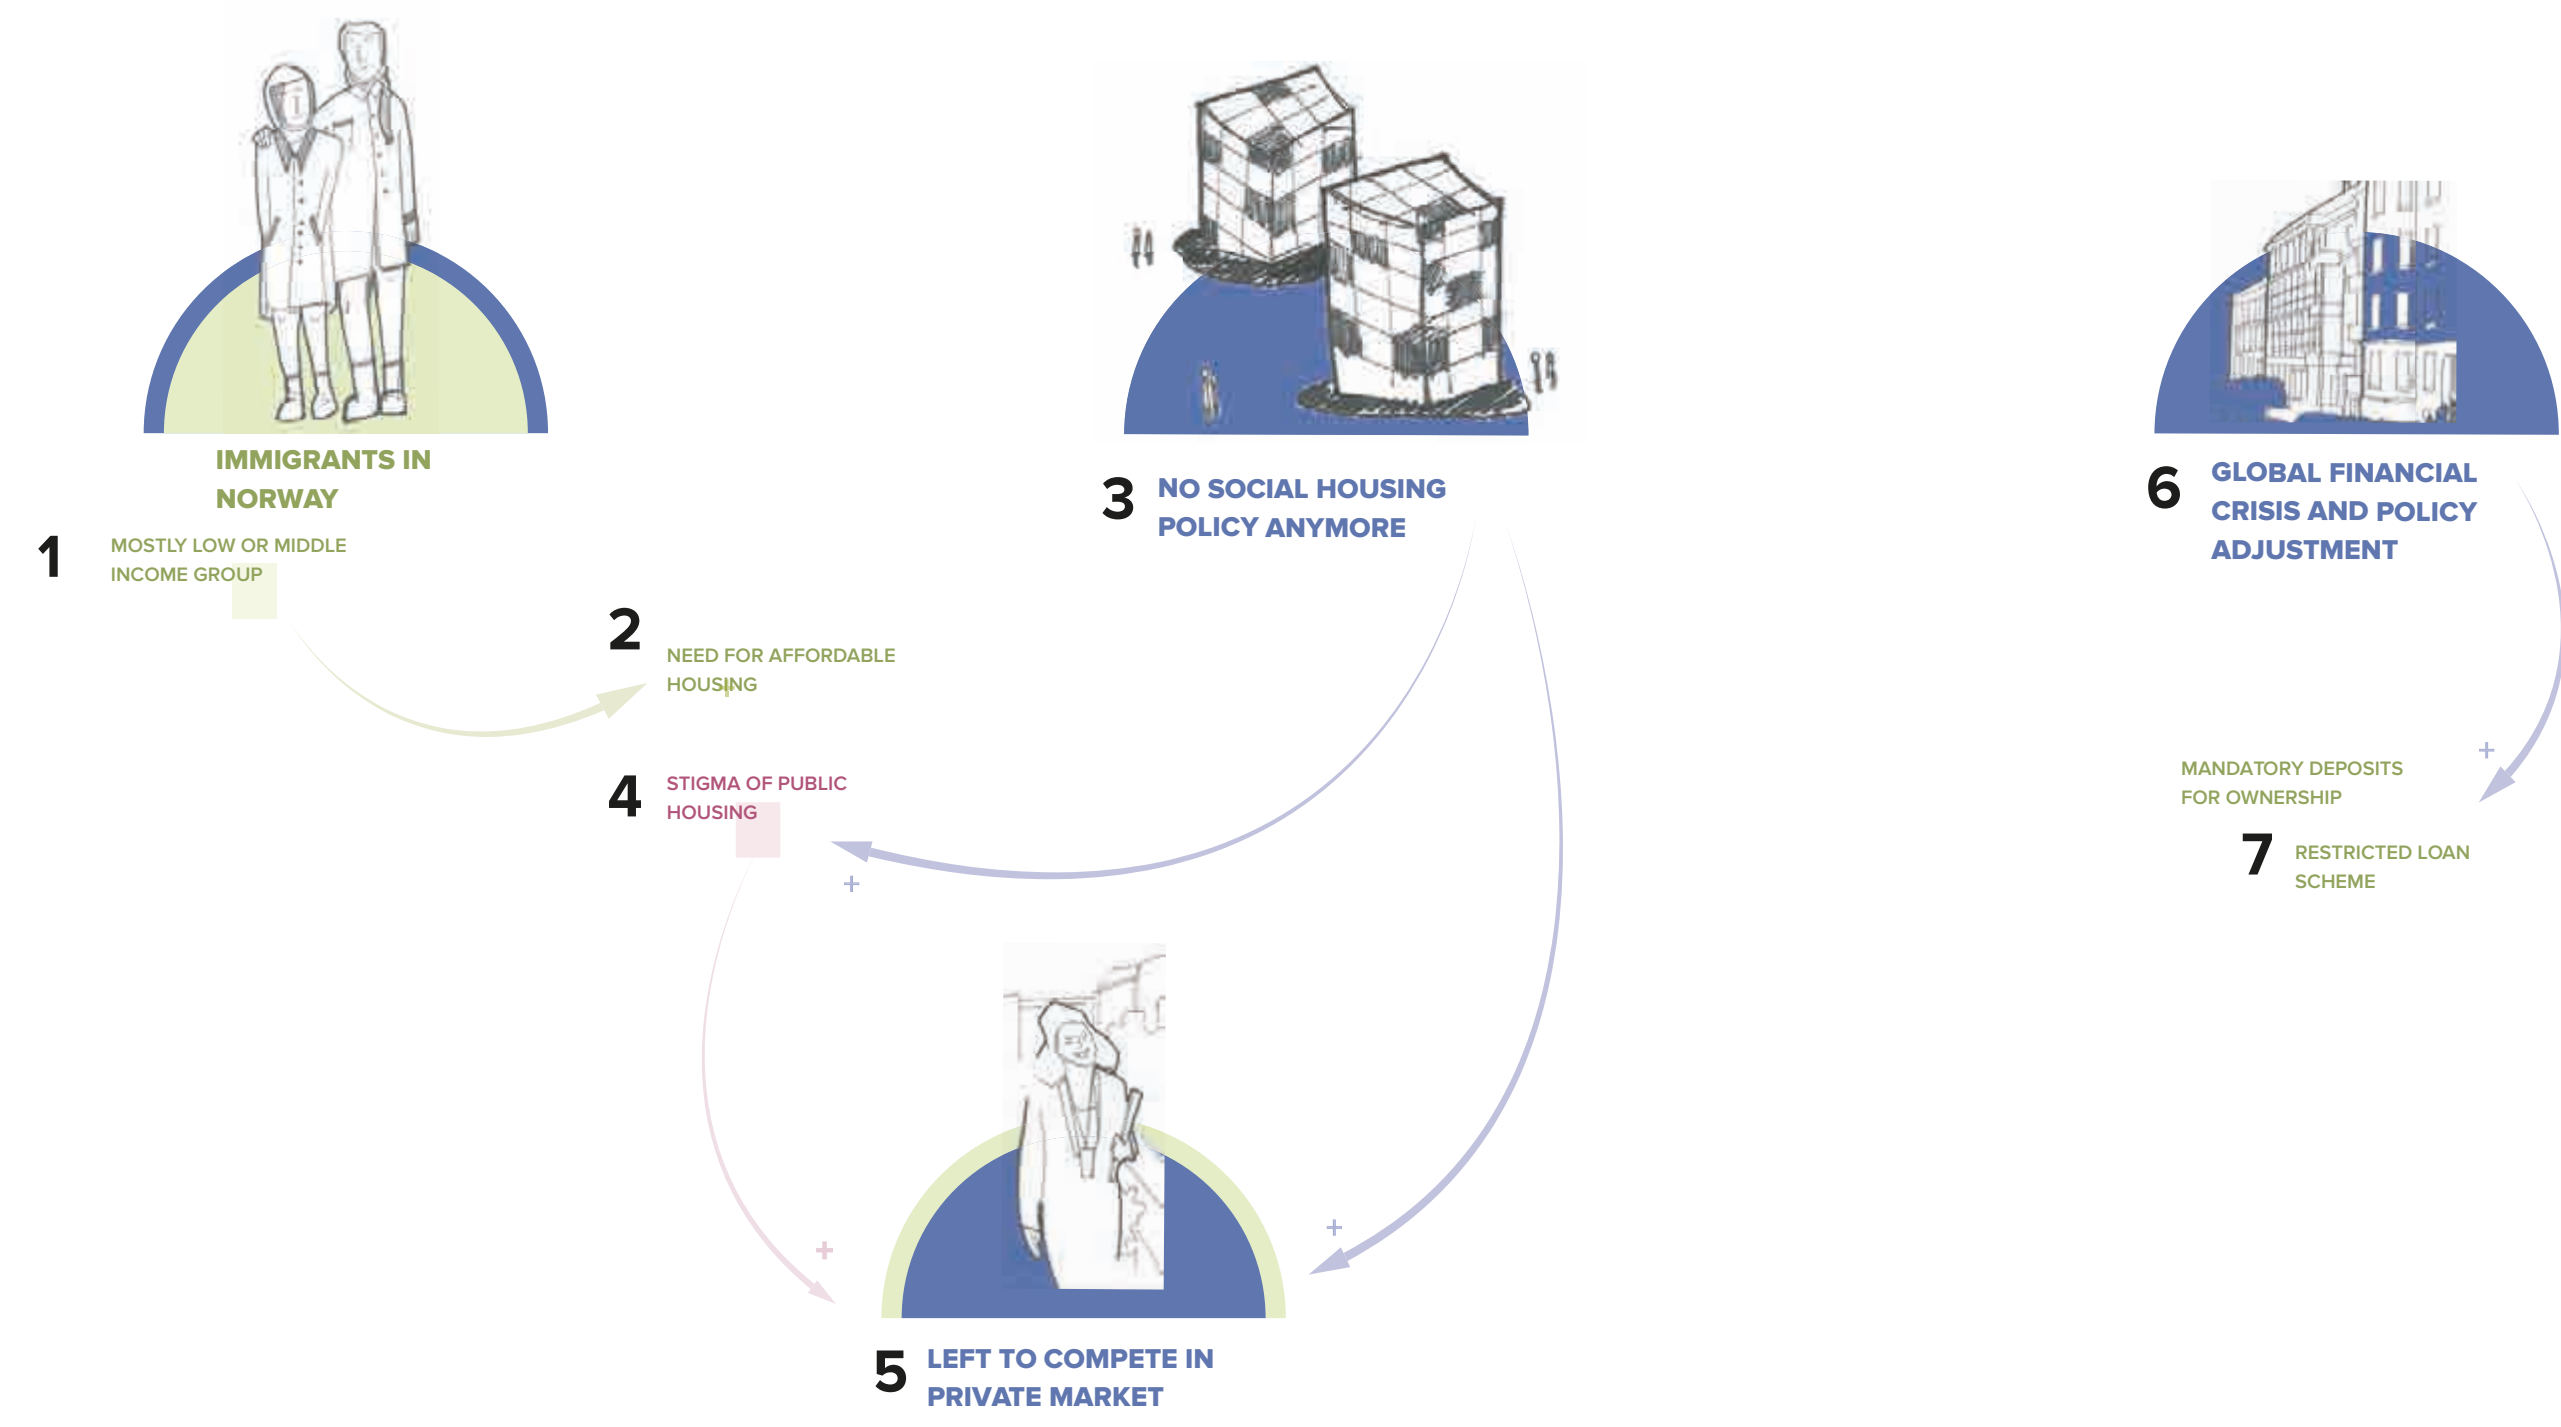 IMMIGRANTS IN
NORWAY
1
MOSTLY LOW OR MIDDLE
INCOME GROUP
2
NEED FOR AFFORDABLE
HOUSING
+
3
NO SOCIAL HOUSING
POLICY ANYMORE
4
STIGMA OF PUBLIC
HOUSING
+
+
+
5
LEFT TO COMPETE IN
PRIVATE MARKET
6
GLOBAL FINANCIAL
CRISIS AND POLICY
ADJUSTMENT
+
MANDATORY DEPOSITS
FOR OWNERSHIP
7
RESTRICTED LOAN
SCHEME